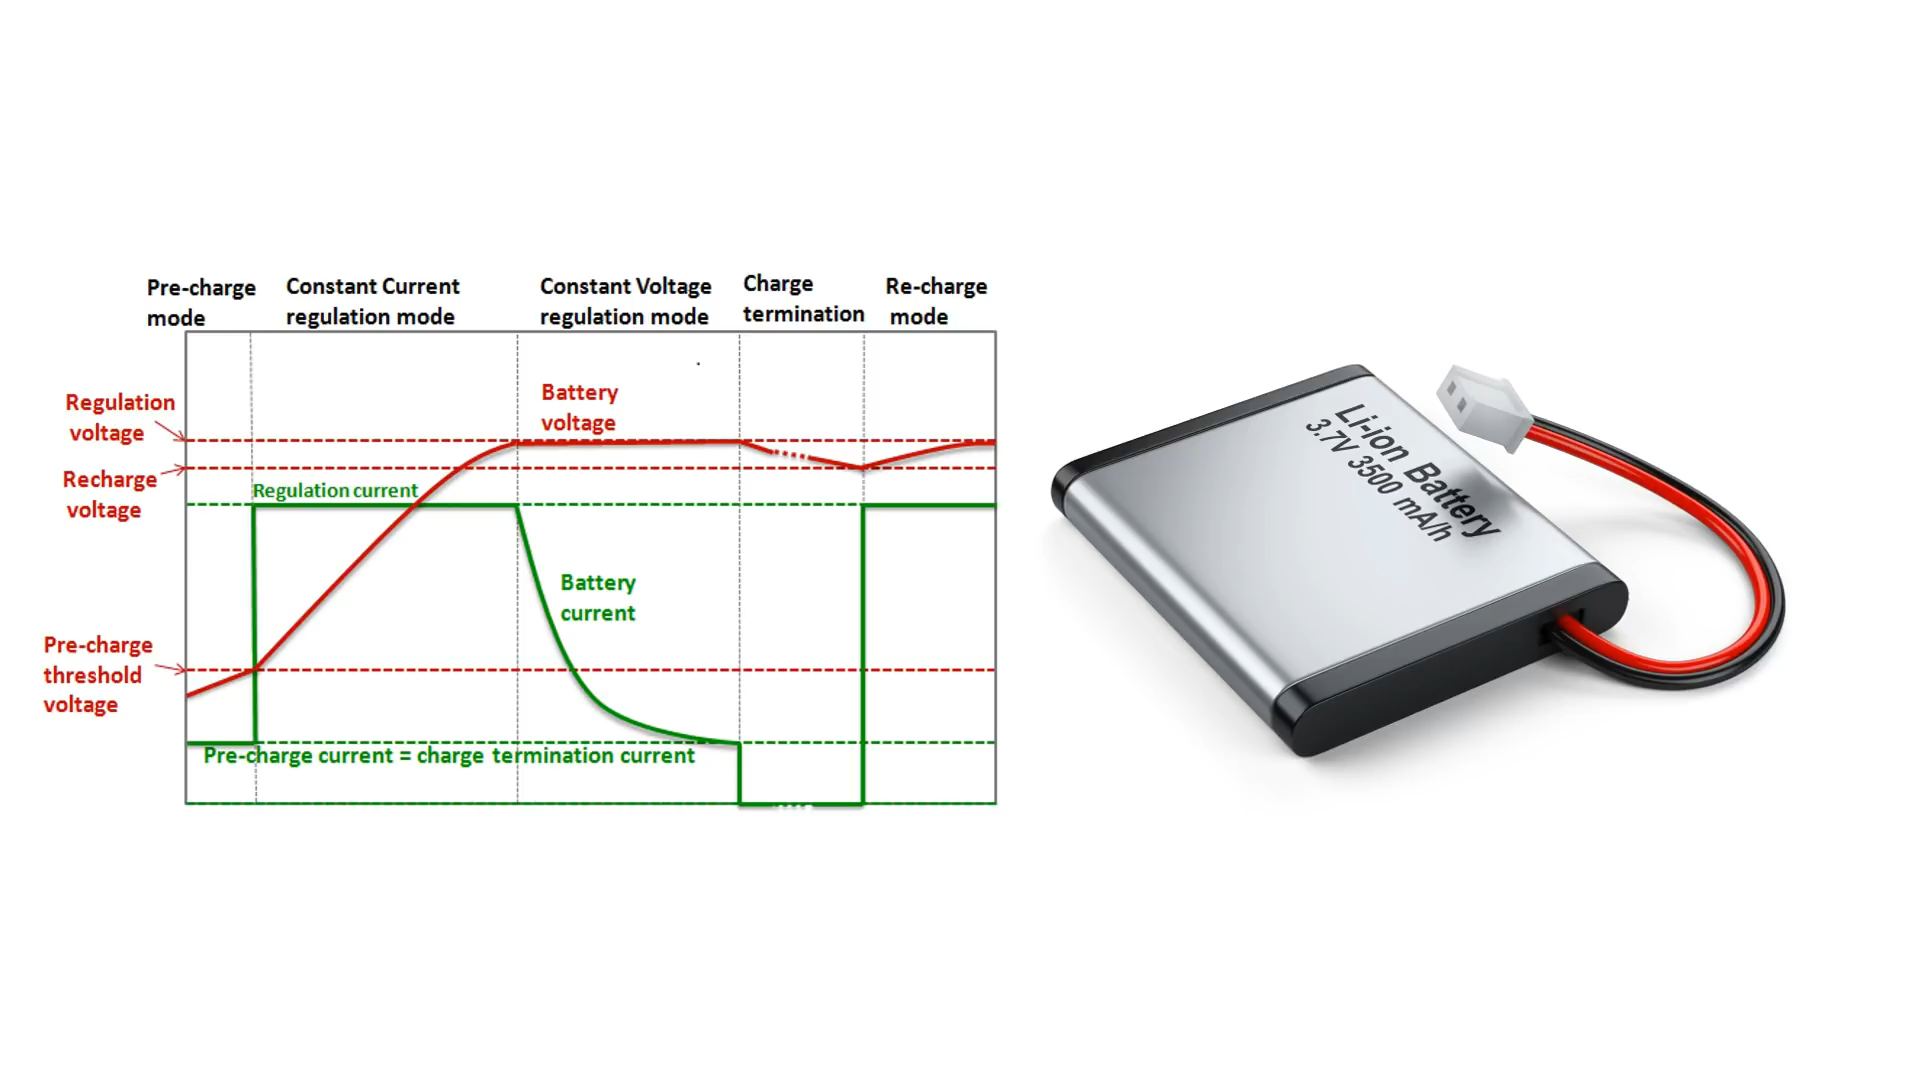 Pre-charge
mode
Constant Current
regulation mode
Constant Voltage
regulation mode
Charge
termination
Re-charge
mode
Regulation
voltage
Recharge
voltage
Pre-charge
threshold
voltage
Battery
voltage
Regulation current
Battery
current
Pre-charge current = charge termination current
Li-ion Battery
3.7V 3500 mA/h